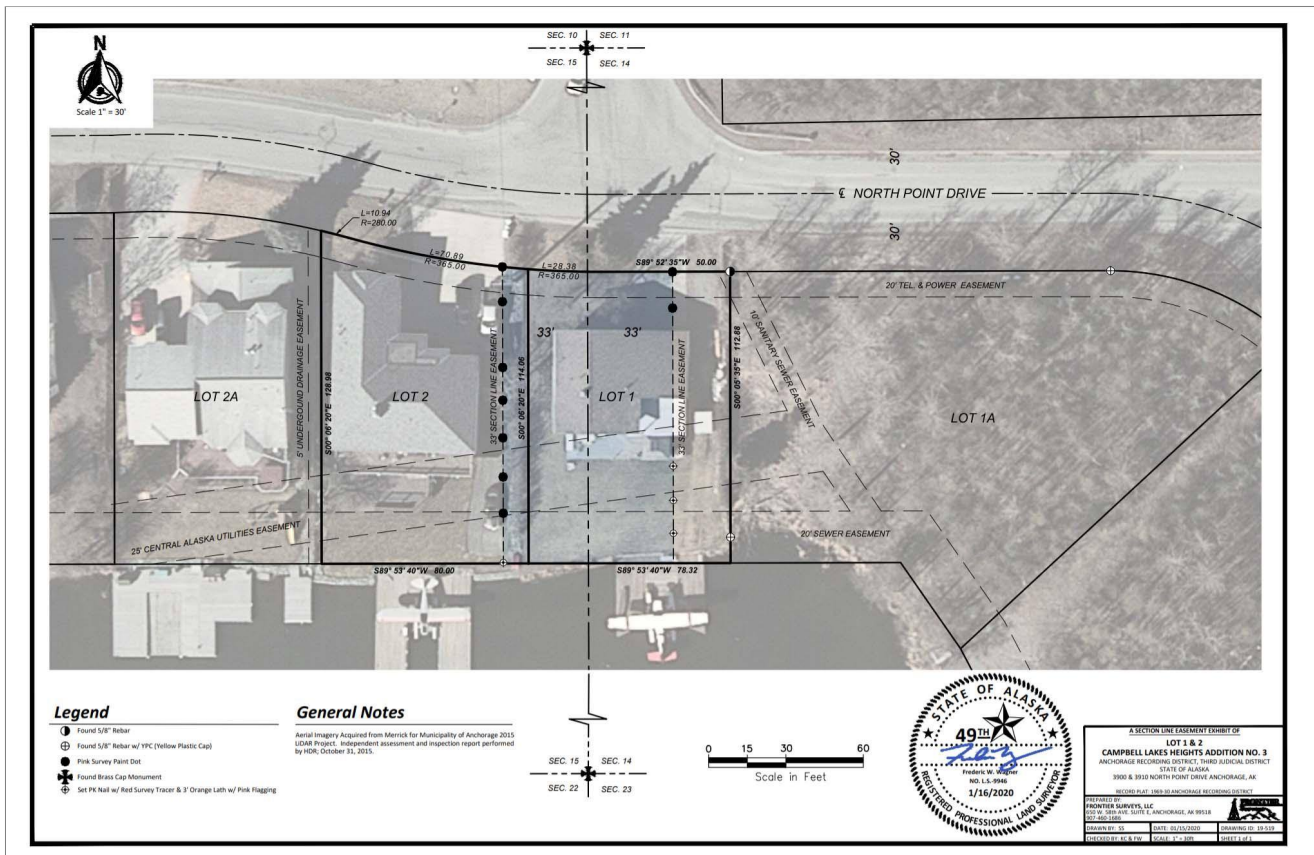 N
Scale 1" = 30'
SEC. 10 SEC. 11
SEC. 15 SEC. 14
30'
℄ NORTH POINT DRIVE
30'
L=10.94
R=280.00
L=70.89
R=365.00
L=28.38
R=365.00
S89° 52' 35"W 50.00
20' TEL. & POWER EASEMENT
10' SANITARY SEWER EASEMENT
33' 33'
5' UNDERGOUND DRAINAGE EASEMENT
S00° 06' 20"E 128.98
33' SECTION LINE EASEMENT
S00° 06' 20"E 114.06
33' SECTION LINE EASEMENT
S00° 05' 35"E 112.88
LOT 2A
LOT 2
LOT 1
LOT 1A
25' CENTRAL ALASKA UTILITIES EASEMENT
20' SEWER EASEMENT
S89° 53' 40"W 80.00
S89° 53' 40"W 78.32
Legend
Found 5/8" Rebar
Found 5/8" Rebar w/ YPC (Yellow Plastic Cap)
Pink Survey Paint Dot
Found Brass Cap Monument
Set PK Nail w/ Red Survey Tracer & 3' Orange Lath w/ Pink Flagging
General Notes
Aerial Imagery Acquired from Merrick for Municipality of Anchorage 2015
LiDAR Project. Independent assessment and inspection report performed
by HDR; October 31, 2015.
SEC. 15 SEC. 14
SEC. 22 SEC. 23
0 15 30 60
Scale in Feet
STATE OF ALASKA
49TH
Frederic W. Wagner
NO. L.S.-9946
1/16/2020
REGISTERED PROFESSIONAL LAND SURVEYOR
A SECTION LINE EASEMENT EXHIBIT OF
LOT 1 & 2
CAMPBELL LAKES HEIGHTS ADDITION NO. 3
ANCHORAGE RECORDING DISTRICT, THIRD JUDICIAL DISTRICT
STATE OF ALASKA
3900 & 3910 NORTH POINT DRIVE ANCHORAGE, AK
RECORD PLAT: 1969-30 ANCHORAGE RECORDING DISTRICT
PREPARED BY:
FRONTIER SURVEYS, LLC
650 W. 58th AVE. SUITE E, ANCHORAGE, AK 99518
907-460-1686
FRONTIER
DRAWN BY: SS DATE: 01/15/2020 DRAWING ID: 19-519
CHECKED BY: KC & FW SCALE: 1" = 30ft SHEET 1 of 1